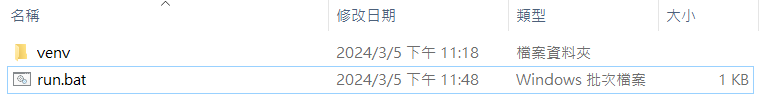 名稱 修改日期 類型 大小
venv 2024/3/5 下午 11:18 檔案資料夾
run.bat 2024/3/5 下午 11:48 Windows 批次檔案 1 KB